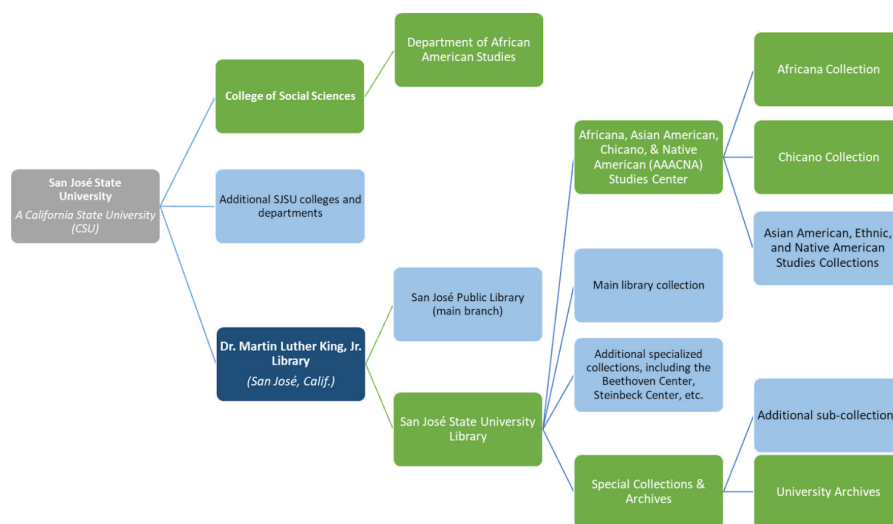 San José State
University
A California State University
(CSU)
College of Social Sciences
Additional SJSU colleges and
departments
Dr. Martin Luther King, Jr.
Library
(San José, Calif.)
Department of African
American Studies
San José Public Library
(main branch)
San José State University
Library
Africana, Asian American,
Chicano, & Native
American (AAACNA)
Studies Center
Main library collection
Additional specialized
collections, including the
Beethoven Center,
Steinbeck Center, etc.
Special Collections &
Archives
Africana Collection
Chicano Collection
Asian American, Ethnic,
and Native American
Studies Collections
Additional sub-collection
University Archives